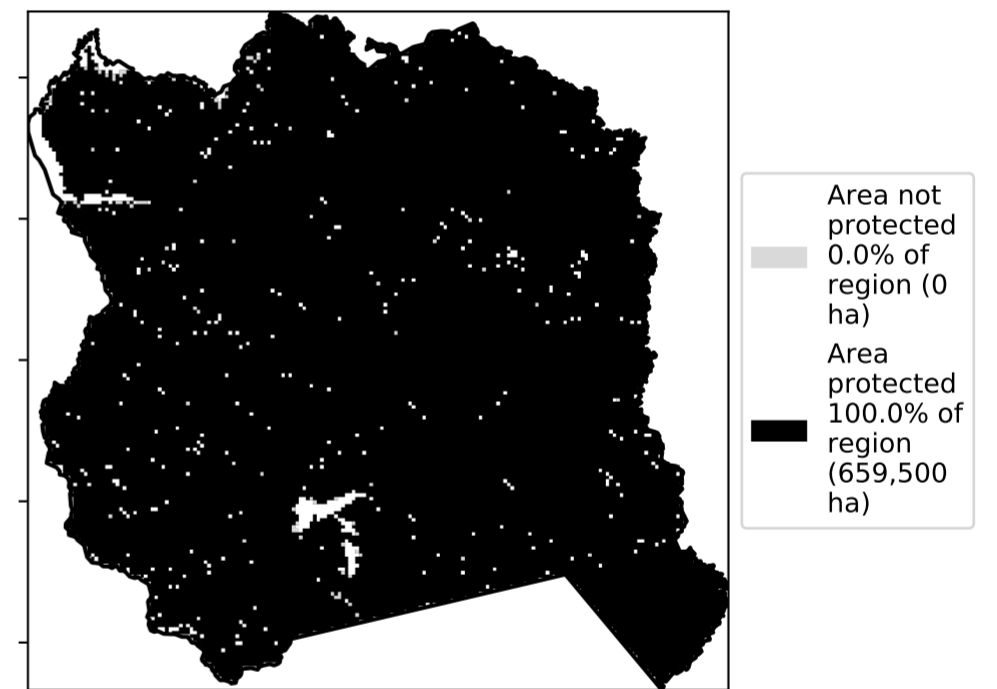 Area not
protected
0.0% of
region (0
ha)
Area
protected
100.0% of
region
(659,500
ha)